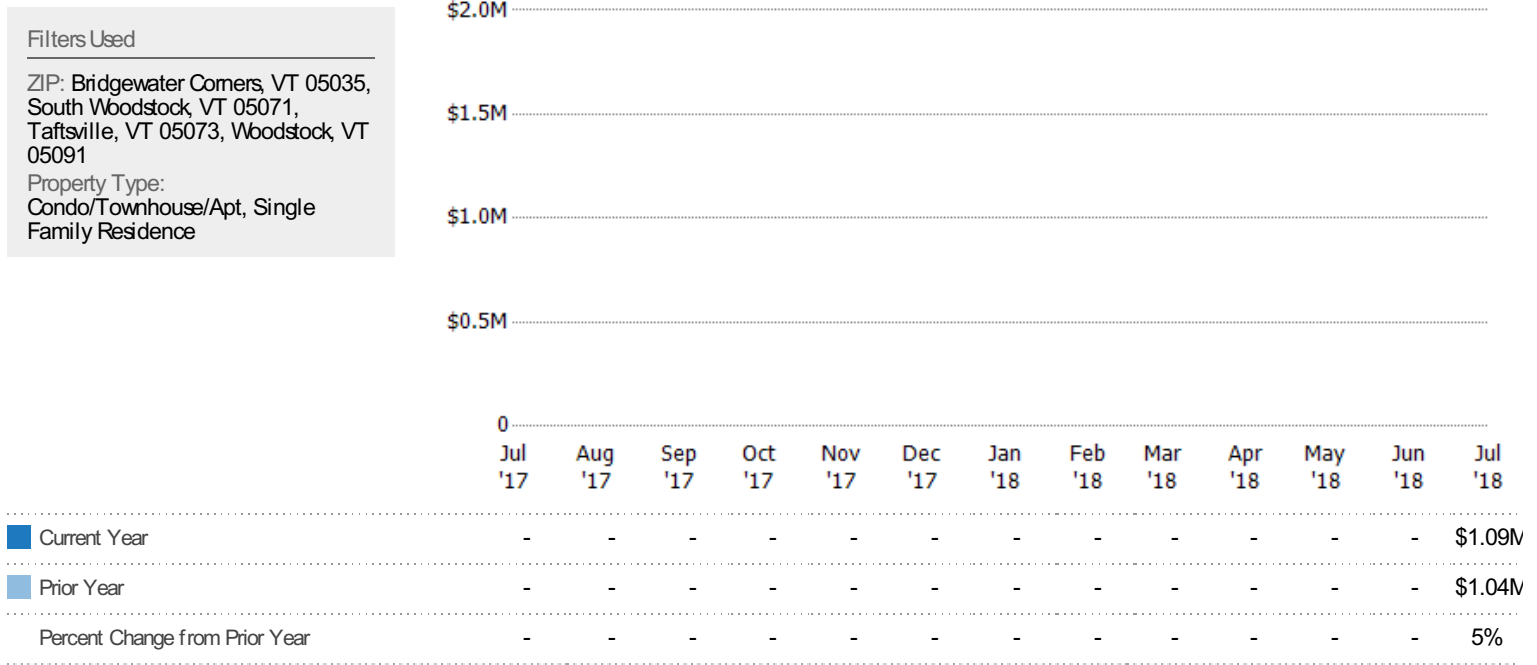 Filters Used
ZIP: Bridgewater Corners, VT 05035,
South Woodstock, VT 05071,
Taftsville, VT 05073, Woodstock, VT
05091
Property Type:
Condo/Townhouse/Apt, Single
Family Residence
$2.0M
$1.5M
$1.0M
$0.5M
0
Jul Aug Sep Oct Nov Dec Jan Feb Mar Apr May Jun Jul
'17 '17 '17 '17 '17 '17 '18 '18 '18 '18 '18 '18 '18
Current Year - - - - - - - - - - - - $1.09M
Prior Year - - - - - - - - - - - - $1.04M
Percent Change from Prior Year - - - - - - - - - - - - 5%